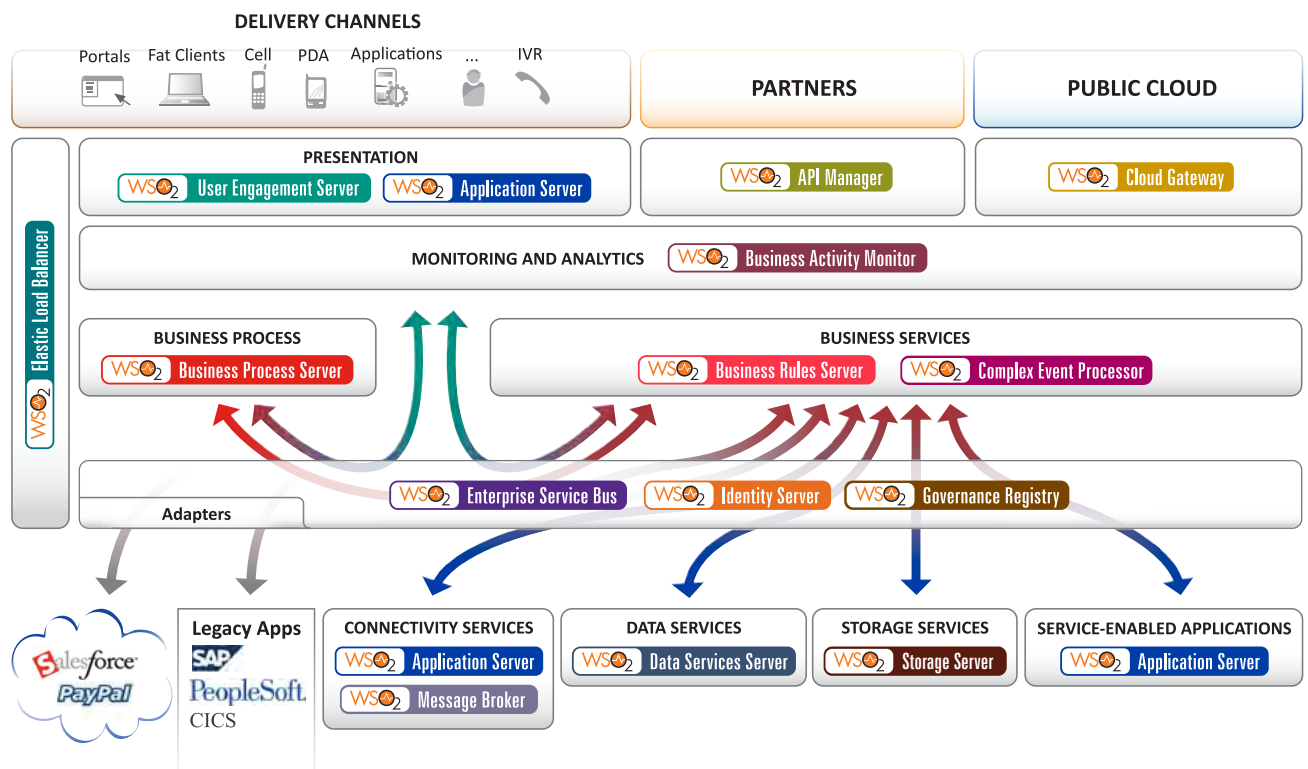 DELIVERY CHANNELS
Portals Fat Clients Cell PDA Applications ... IVR
PARTNERS
PUBLIC CLOUD
PRESENTATION
WSO2 User Engagement Server WSO2 Application Server
WSO2 API Manager
WSO2 Cloud Gateway
WSO2 Elastic Load Balancer
MONITORING AND ANALYTICS WSO2 Business Activity Monitor
BUSINESS PROCESS
WSO2 Business Process Server
BUSINESS SERVICES
WSO2 Business Rules Server WSO2 Complex Event Processor
WSO2 Enterprise Service Bus WSO2 Identity Server WSO2 Governance Registry
Adapters
salesforce
PayPal
Legacy Apps
SAP
PeopleSoft.
CICS
CONNECTIVITY SERVICES
WSO2 Application Server
WSO2 Message Broker
DATA SERVICES
WSO2 Data Services Server
STORAGE SERVICES
WSO2 Storage Server
SERVICE-ENABLED APPLICATIONS
WSO2 Application Server